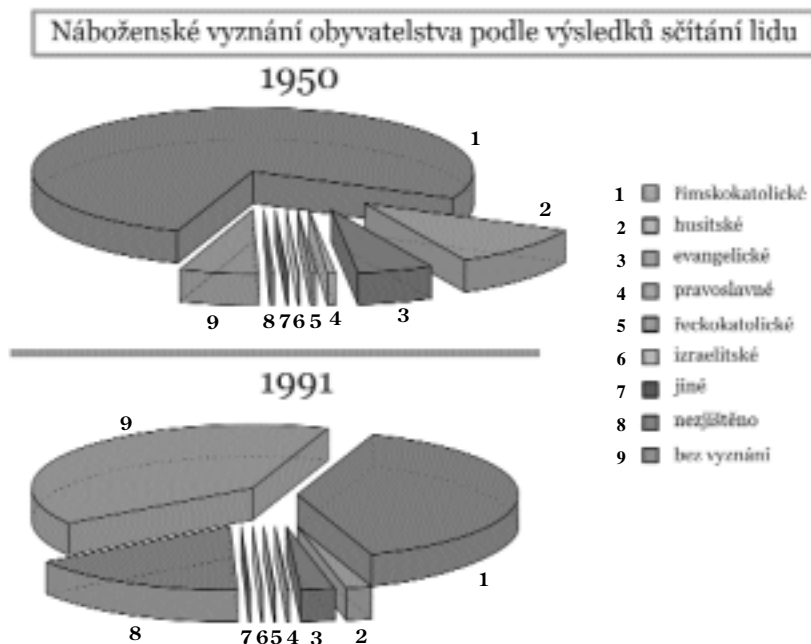 Náboženské vyznání obyvatelstva podle výsledků sčítání lidu
1950
1
2
3
4
5
6
7
8
9
1 římskokatolické
2 husitské
3 evangelické
4 pravoslavné
5 řeckokatolické
6 izraelitské
7 jiné
8 nezjištěno
9 bez vyznání
1991
9
1
2
3
4
5
6
7
8